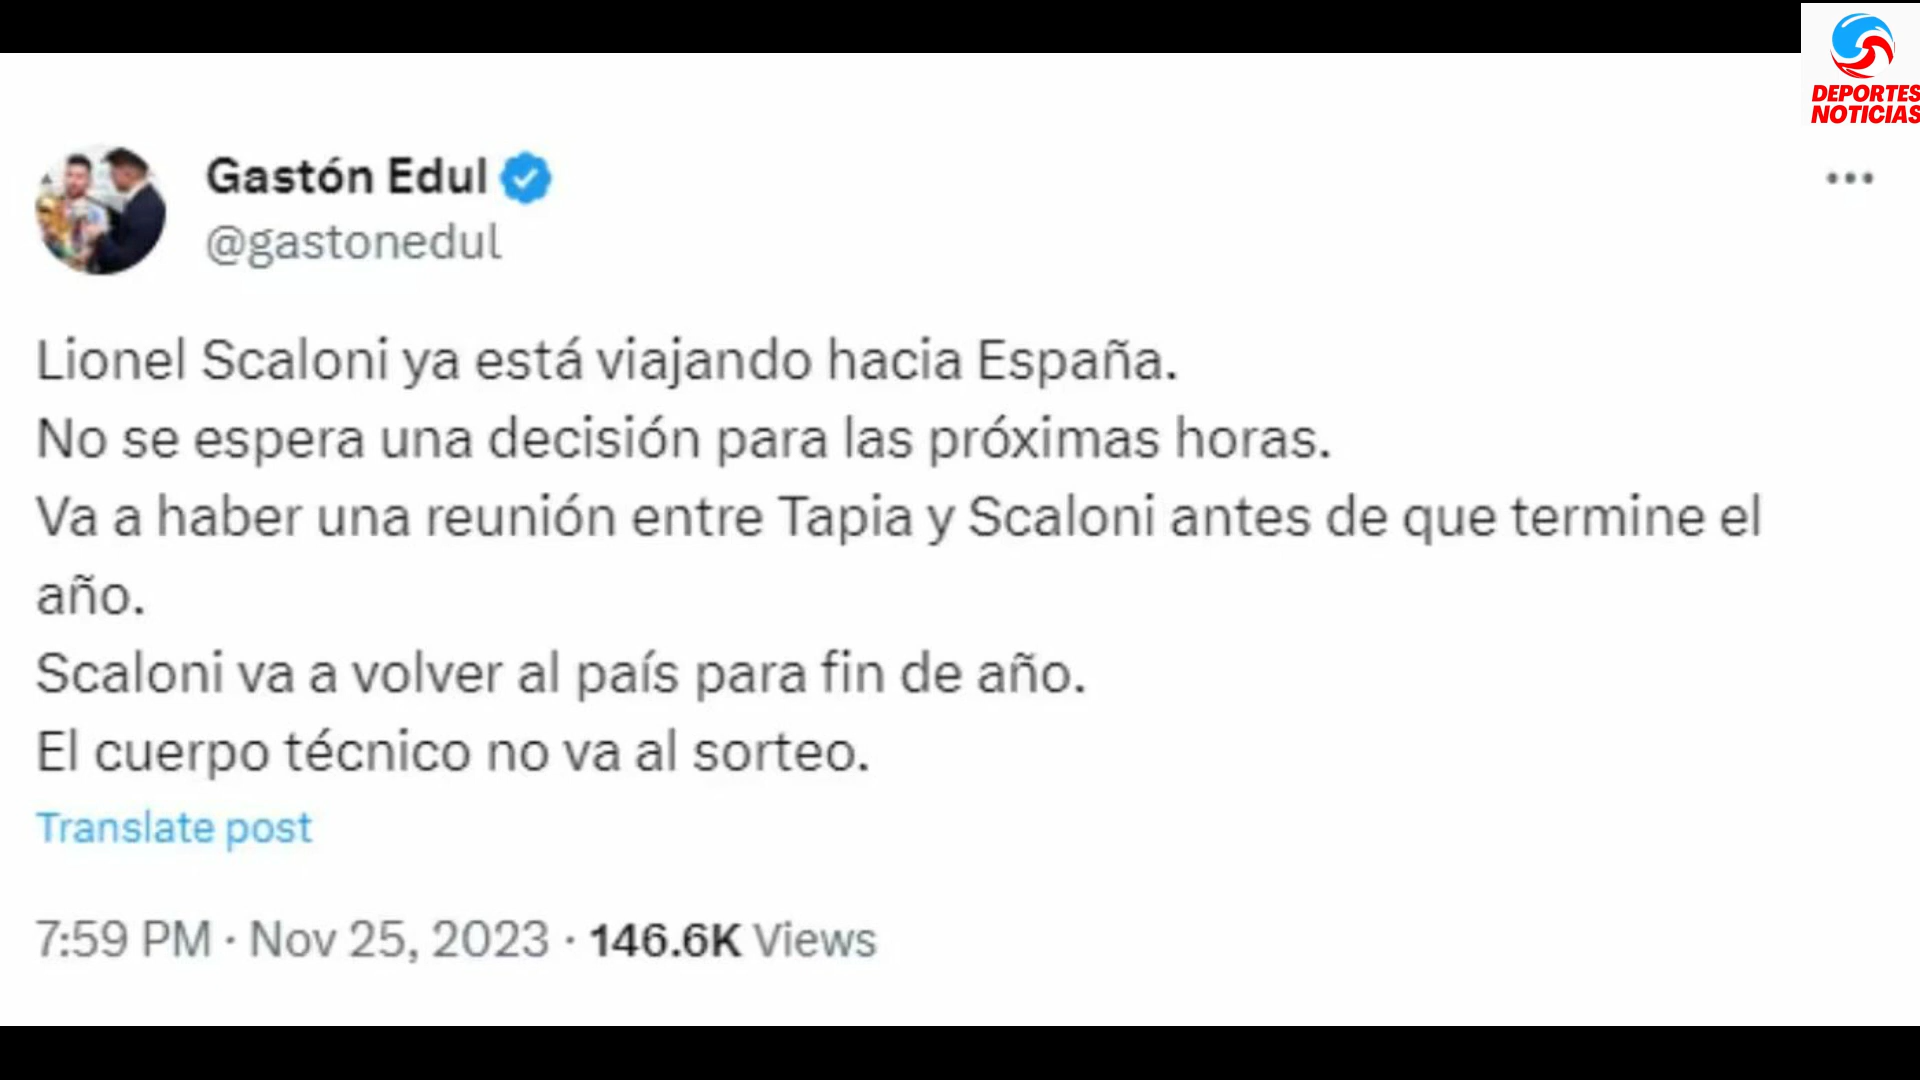 DEPORTES
NOTICIAS
Gastón Edul
@gastonedul
Lionel Scaloni ya está viajando hacia España.
No se espera una decisión para las próximas horas.
Va a haber una reunión entre Tapia y Scaloni antes de que termine el
año.
Scaloni va a volver al país para fin de año.
El cuerpo técnico no va al sorteo.
Translate post
7:59 PM · Nov 25, 2023 · 146.6K Views